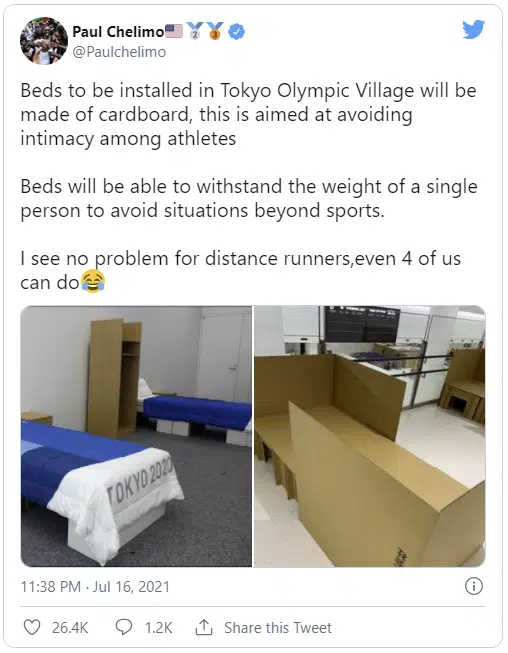 Paul Chelimo🇺🇸🥈🥉
@Paulchelimo
Beds to be installed in Tokyo Olympic Village will be
made of cardboard, this is aimed at avoiding
intimacy among athletes
Beds will be able to withstand the weight of a single
person to avoid situations beyond sports.
I see no problem for distance runners,even 4 of us
can do😂
TOKYO 2020
11:38 PM · Jul 16, 2021
26.4K 1.2K Share this Tweet